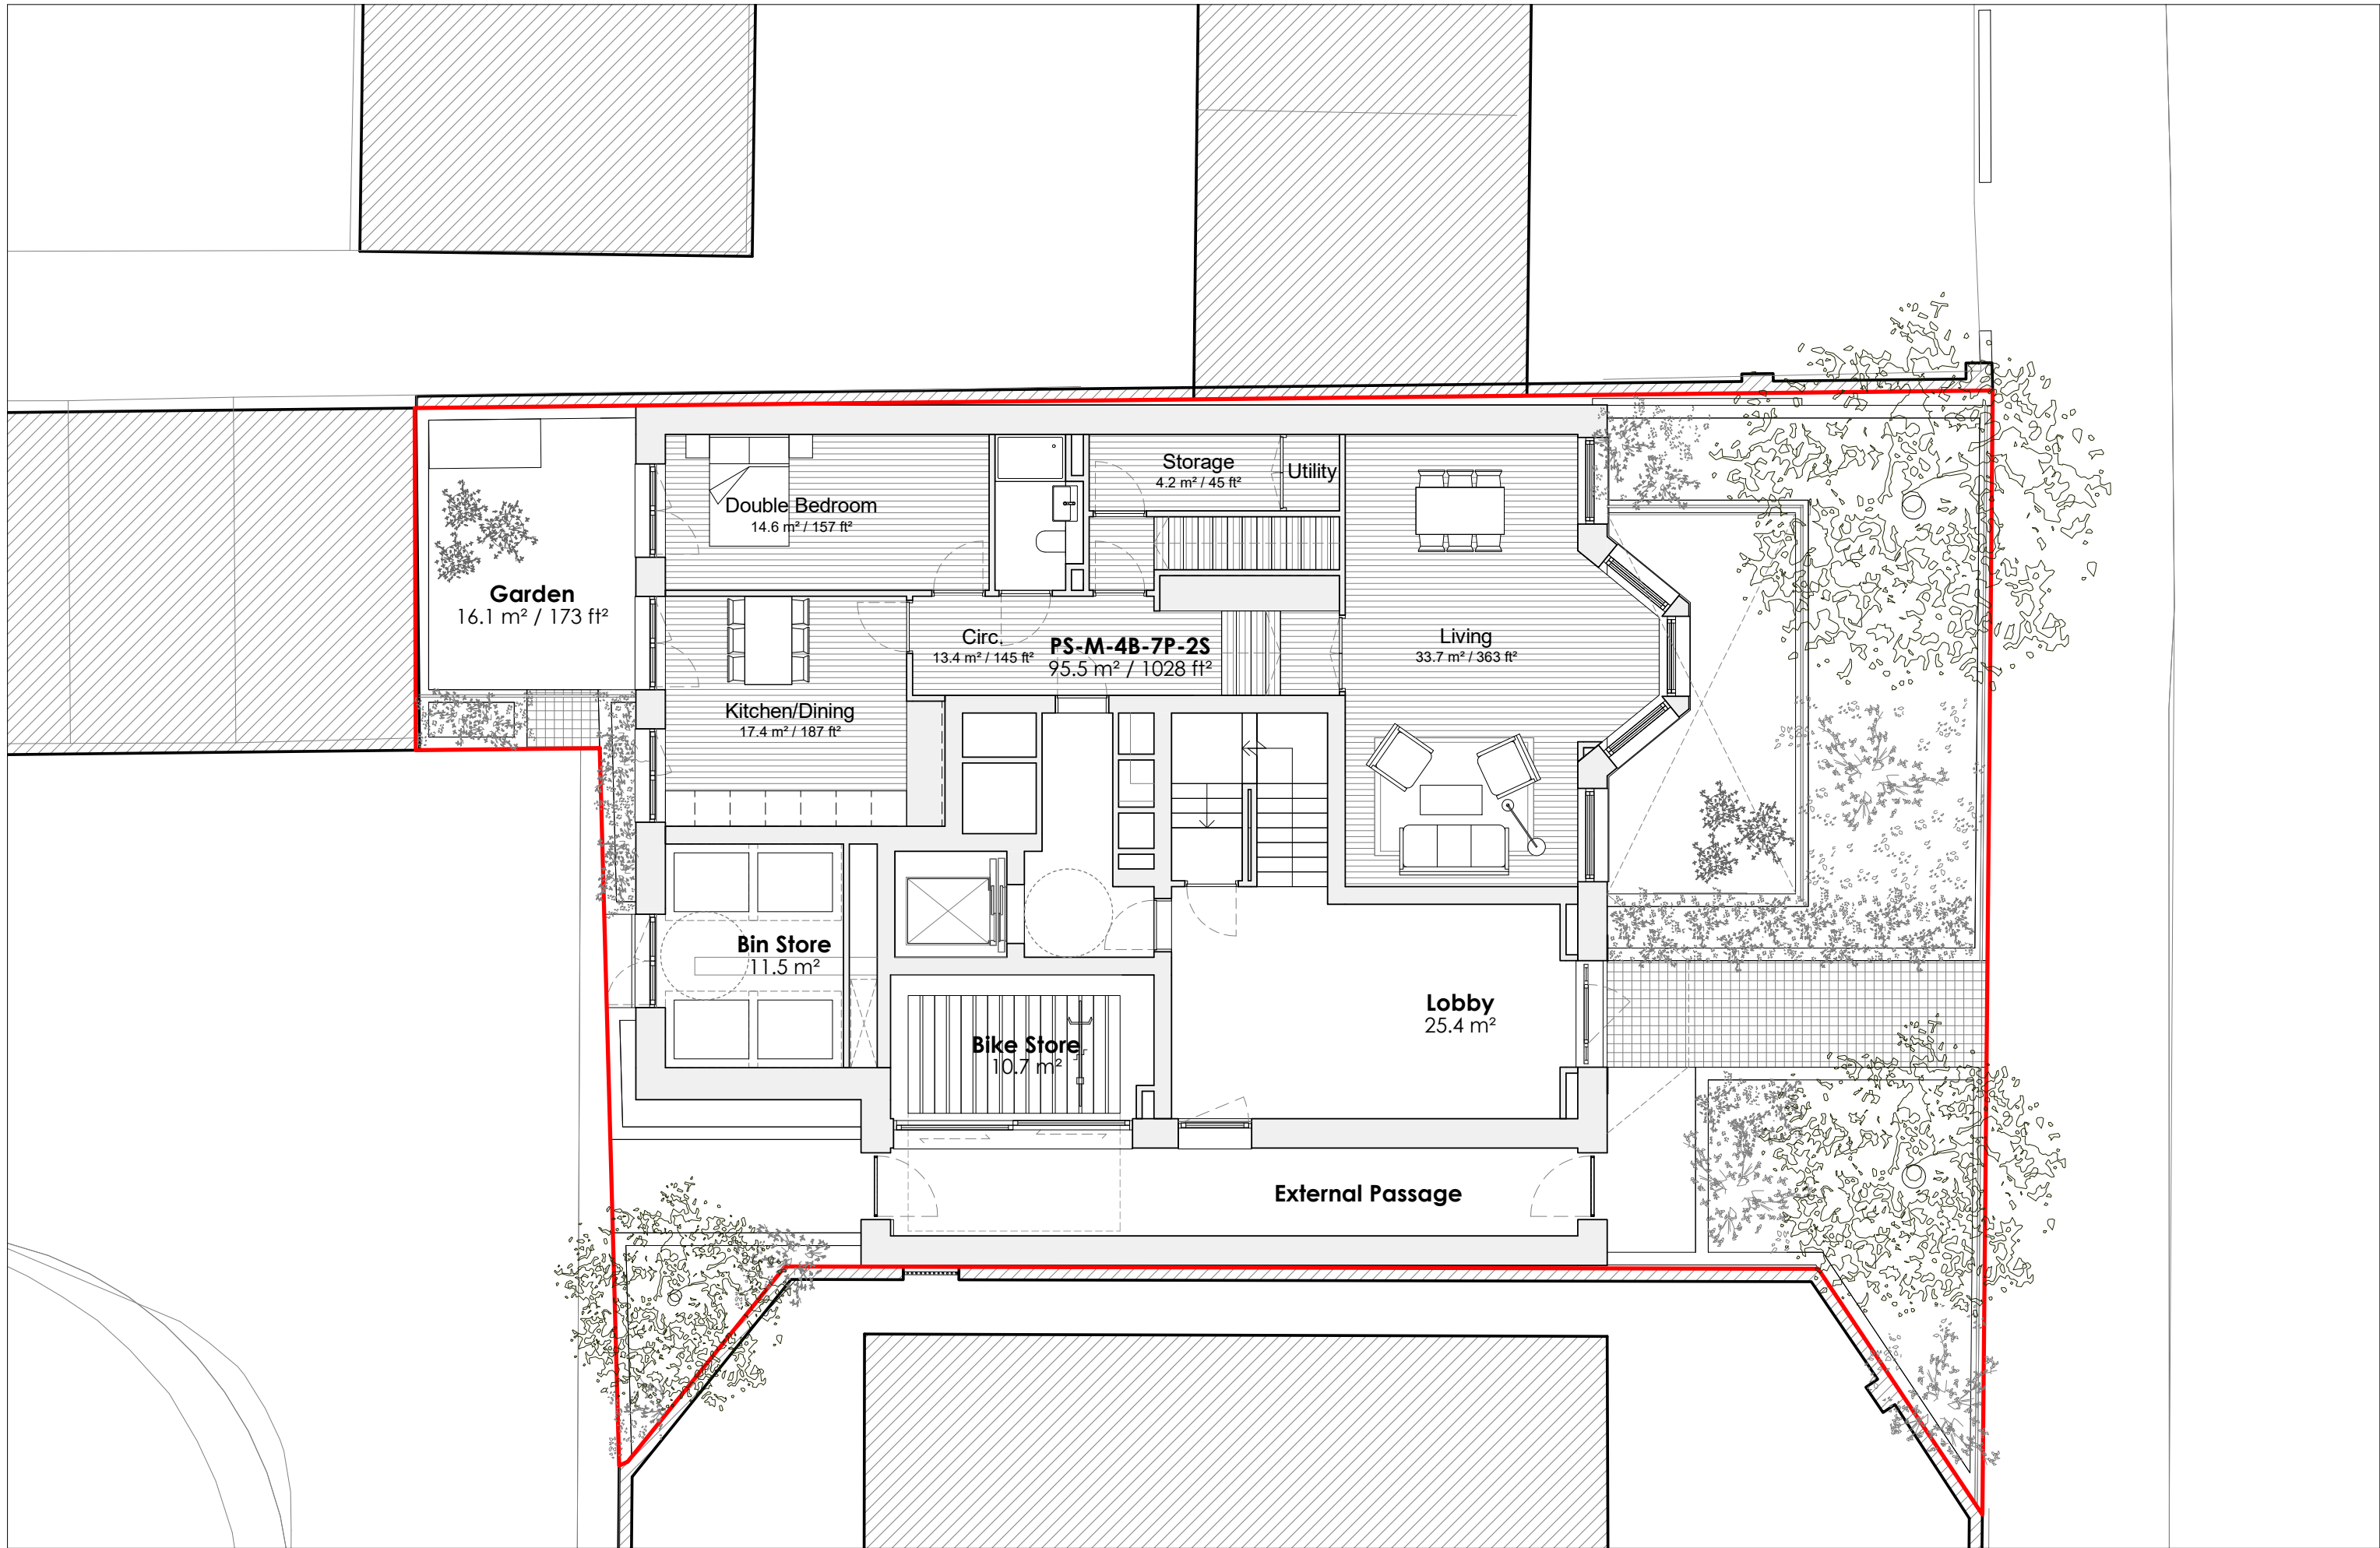 Storage
4.2 m² / 45 ft²
Utility
Double Bedroom
14.6 m² / 157 ft²
Garden
16.1 m² / 173 ft²
Circ.
13.4 m² / 145 ft²
PS-M-4B-7P-2S
95.5 m² / 1028 ft²
Living
33.7 m² / 363 ft²
Kitchen/Dining
17.4 m² / 187 ft²
Bin Store
11.5 m²
Bike Store
10.7 m²
Lobby
25.4 m²
External Passage